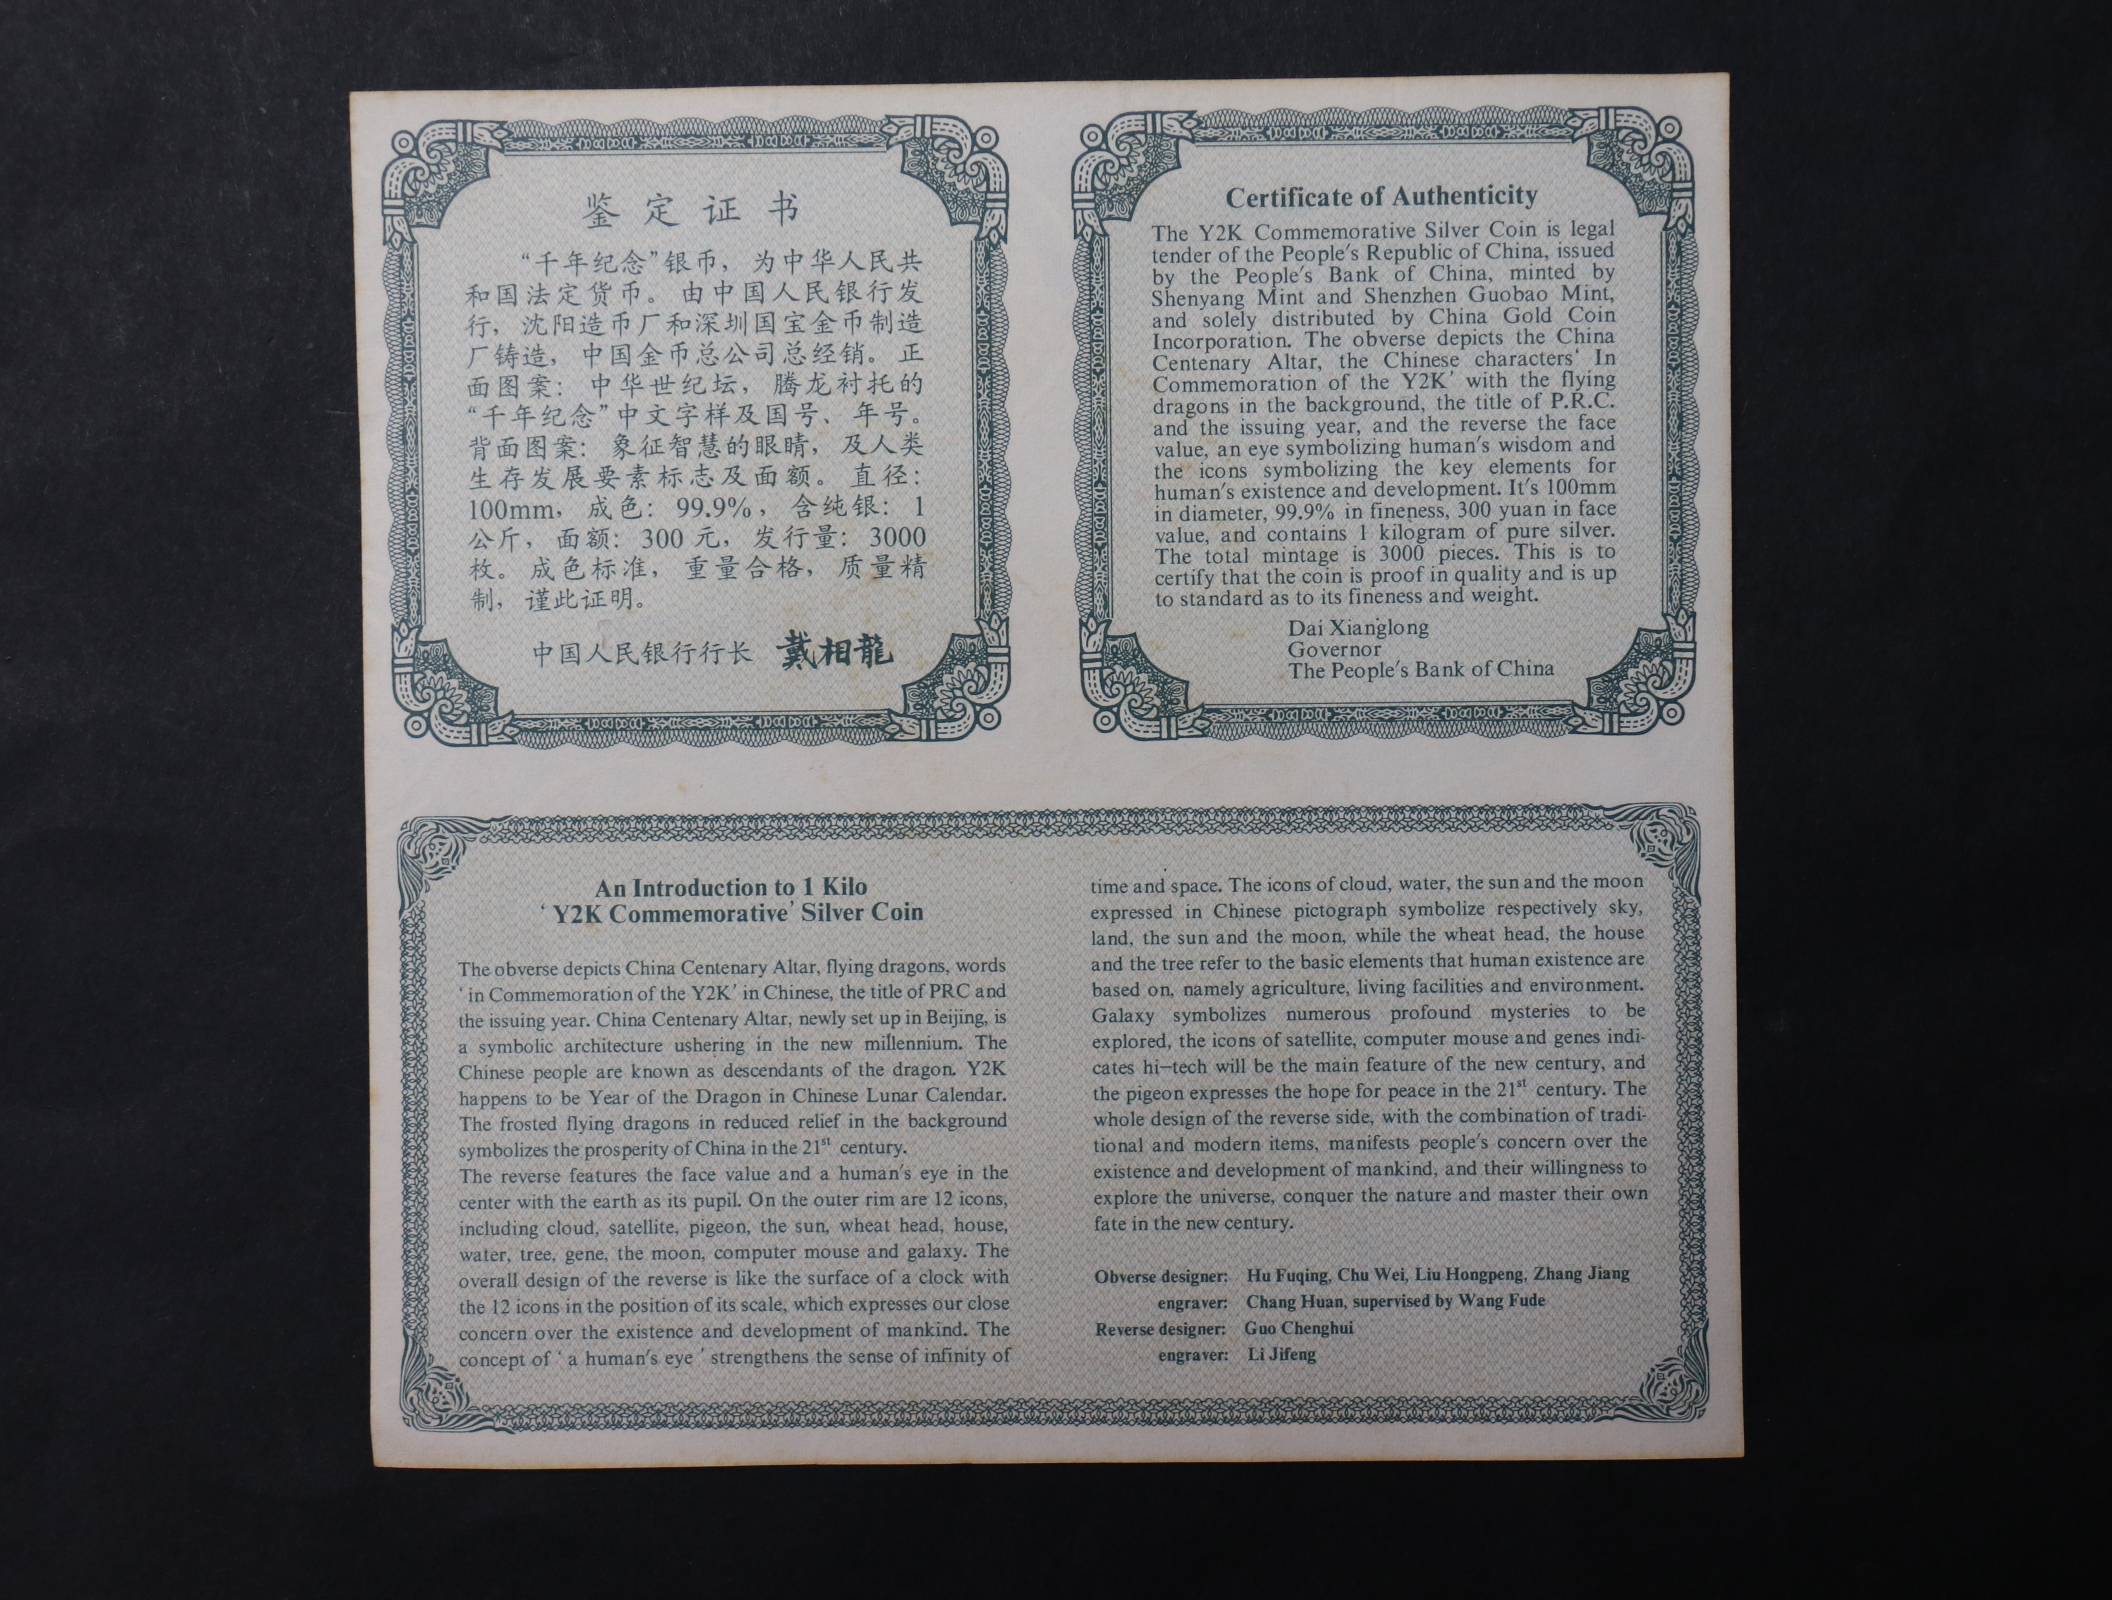 鉴定证书
“千年纪念”银币，为中华人民共
和国法定货币。由中国人民银行发
行，沈阳造币厂和深圳国宝金币制造
厂铸造，中国金币总公司总经销。正
面图案：中华世纪坛，腾龙衬托的
“千年纪念”中文字样及国号、年号。
背面图案：象征智慧的眼睛，及人类
生存发展要素标志及面额。直径：
100mm，成色：99.9%，含纯银：1
公斤，面额：300元，发行量：3000
枚。成色标准，重量合格，质量精
制，谨此证明。
中国人民银行行长 戴相龍
Certificate of Authenticity
The Y2K Commemorative Silver Coin is legal
tender of the People's Republic of China, issued
by the People's Bank of China, minted by
Shenyang Mint and Shenzhen Guobao Mint,
and solely distributed by China Gold Coin
Incorporation. The obverse depicts the China
Centenary Altar, the Chinese characters‘ In
Commemoration of the Y2K’ with the flying
dragons in the background, the title of P.R.C.
and the issuing year, and the reverse the face
value, an eye symbolizing human's wisdom and
the icons symbolizing the key elements for
human's existence and development. It's 100mm
in diameter, 99.9% in fineness, 300 yuan in face
value, and contains 1 kilogram of pure silver.
The total mintage is 3000 pieces. This is to
certify that the coin is proof in quality and is up
to standard as to its fineness and weight.
Dai Xianglong
Governor
The People's Bank of China
An Introduction to 1 Kilo
‘ Y2K Commemorative’ Silver Coin
The obverse depicts China Centenary Altar, flying dragons, words
‘ in Commemoration of the Y2K’ in Chinese, the title of PRC and
the issuing year. China Centenary Altar, newly set up in Beijing, is
a symbolic architecture ushering in the new millennium. The
Chinese people are known as descendants of the dragon. Y2K
happens to be Year of the Dragon in Chinese Lunar Calendar.
The frosted flying dragons in reduced relief in the background
symbolizes the prosperity of China in the 21st century.
The reverse features the face value and a human's eye in the
center with the earth as its pupil. On the outer rim are 12 icons,
including cloud, satellite, pigeon, the sun, wheat head, house,
water, tree, gene, the moon, computer mouse and galaxy. The
overall design of the reverse is like the surface of a clock with
the 12 icons in the position of its scale, which expresses our close
concern over the existence and development of mankind. The
concept of ‘ a human's eye ’ strengthens the sense of infinity of
time and space. The icons of cloud, water, the sun and the moon
expressed in Chinese pictograph symbolize respectively sky,
land, the sun and the moon, while the wheat head, the house
and the tree refer to the basic elements that human existence are
based on, namely agriculture, living facilities and environment.
Galaxy symbolizes numerous profound mysteries to be
explored, the icons of satellite, computer mouse and genes indi-
cates hi-tech will be the main feature of the new century, and
the pigeon expresses the hope for peace in the 21st century. The
whole design of the reverse side, with the combination of tradi-
tional and modern items, manifests people's concern over the
existence and development of mankind, and their willingness to
explore the universe, conquer the nature and master their own
fate in the new century.
Obverse designer: Hu Fuqing, Chu Wei, Liu Hongpeng, Zhang Jiang
engraver: Chang Huan, supervised by Wang Fude
Reverse designer: Guo Chenghui
engraver: Li Jifeng